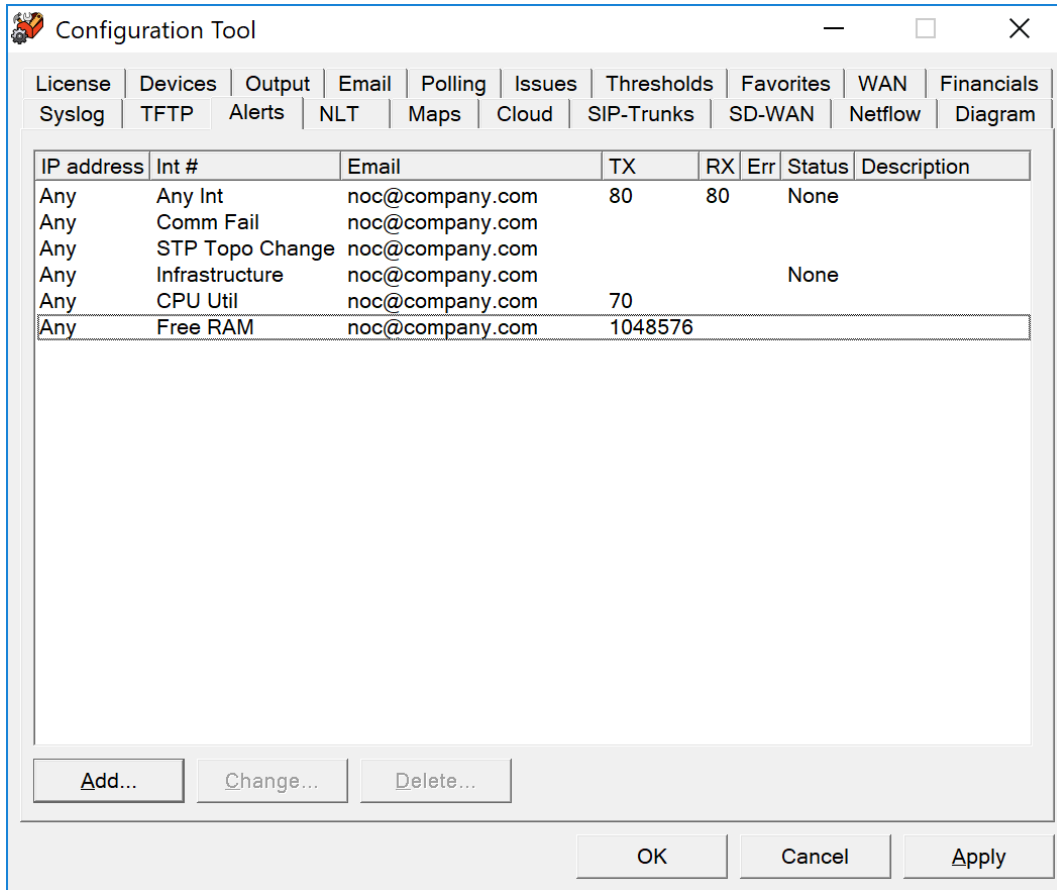 Configuration Tool
License Devices Output Email Polling Issues Thresholds Favorites WAN Financials
Syslog TFTP Alerts NLT Maps Cloud SIP-Trunks SD-WAN Netflow Diagram
IP address Int # Email TX RX Err Status Description
Any Any Int noc@company.com 80 80 None
Any Comm Fail noc@company.com
Any STP Topo Change noc@company.com
Any Infrastructure noc@company.com None
Any CPU Util noc@company.com 70
Any Free RAM noc@company.com 1048576
Add... Change... Delete...
OK Cancel Apply